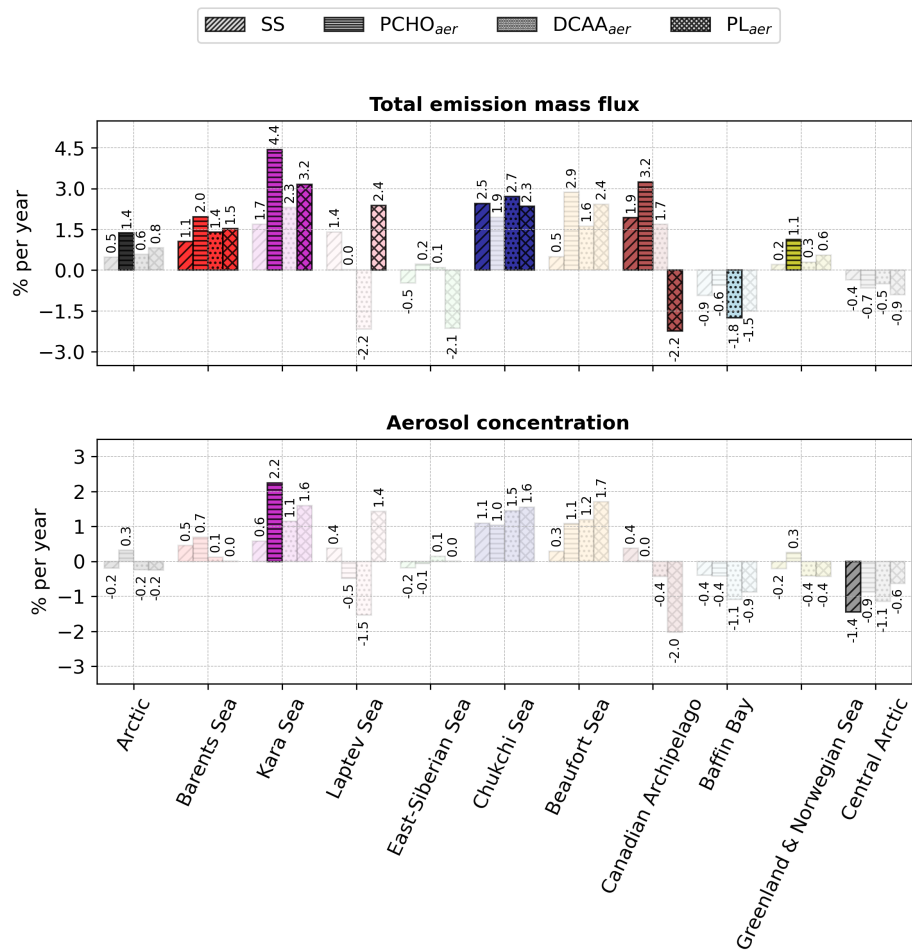 SS PCHOaer DCAAaer PLaer
Total emission mass flux
% per year
4.5
3.0
1.5
0.0
−1.5
−3.0
0.5 1.4 0.6 0.8
1.1 2.0 1.4 1.5
1.7 4.4 2.3 3.2
1.4 0.0 -2.2 2.4
-0.5 0.2 0.1 -2.1
2.5 1.9 2.7 2.3
0.5 2.9 1.6 2.4
1.9 3.2 1.7 -2.2
-0.9 -0.6 -1.8 -1.5
0.2 1.1 0.3 0.6
-0.4 -0.7 -0.5 -0.9
Aerosol concentration
% per year
3
2
1
0
−1
−2
−3
-0.2 0.3 -0.2 -0.2
0.5 0.7 0.1 0.0
0.6 2.2 1.1 1.6
0.4 -0.5 -1.5 1.4
-0.2 -0.1 0.1 0.0
1.1 1.0 1.5 1.6
0.3 1.1 1.2 1.7
0.4 0.0 -0.4 -2.0
-0.4 -0.4 -1.1 -0.9
-0.2 0.3 -0.4 -0.4
-1.4 -0.9 -1.1 -0.6
Arctic
Barents Sea
Kara Sea
Laptev Sea
East-Siberian Sea
Chukchi Sea
Beaufort Sea
Canadian Archipelago
Baffin Bay
Greenland & Norwegian Sea
Central Arctic